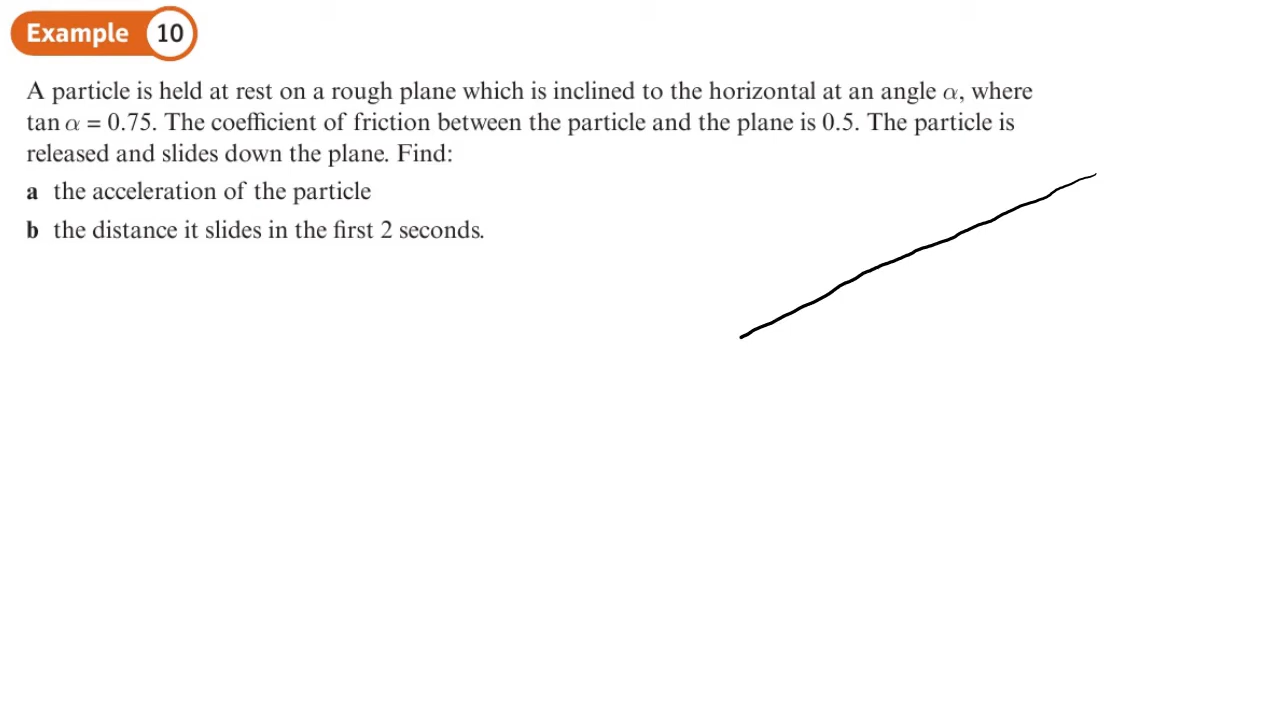 Example 10
A particle is held at rest on a rough plane which is inclined to the horizontal at an angle α, where
tan α = 0.75. The coefficient of friction between the particle and the plane is 0.5. The particle is
released and slides down the plane. Find:
a the acceleration of the particle
b the distance it slides in the first 2 seconds.